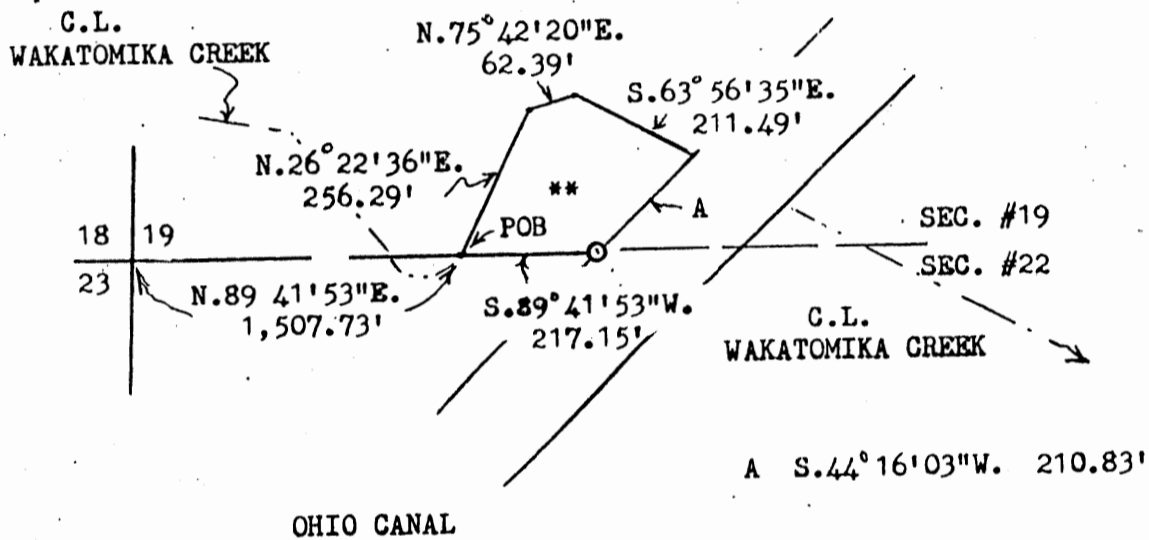 C.L.
WAKATOMIKA CREEK
N.75°42'20"E.
62.39'
S.63°56'35"E.
211.49'
N.26°22'36"E.
256.29'
**
A
POB
18 19
23
SEC. #19
SEC. #22
N.89 41'53"E.
1,507.73'
S.89°41'53"W.
217.15'
C.L.
WAKATOMIKA CREEK
A S.44°16'03"W. 210.83'
OHIO CANAL